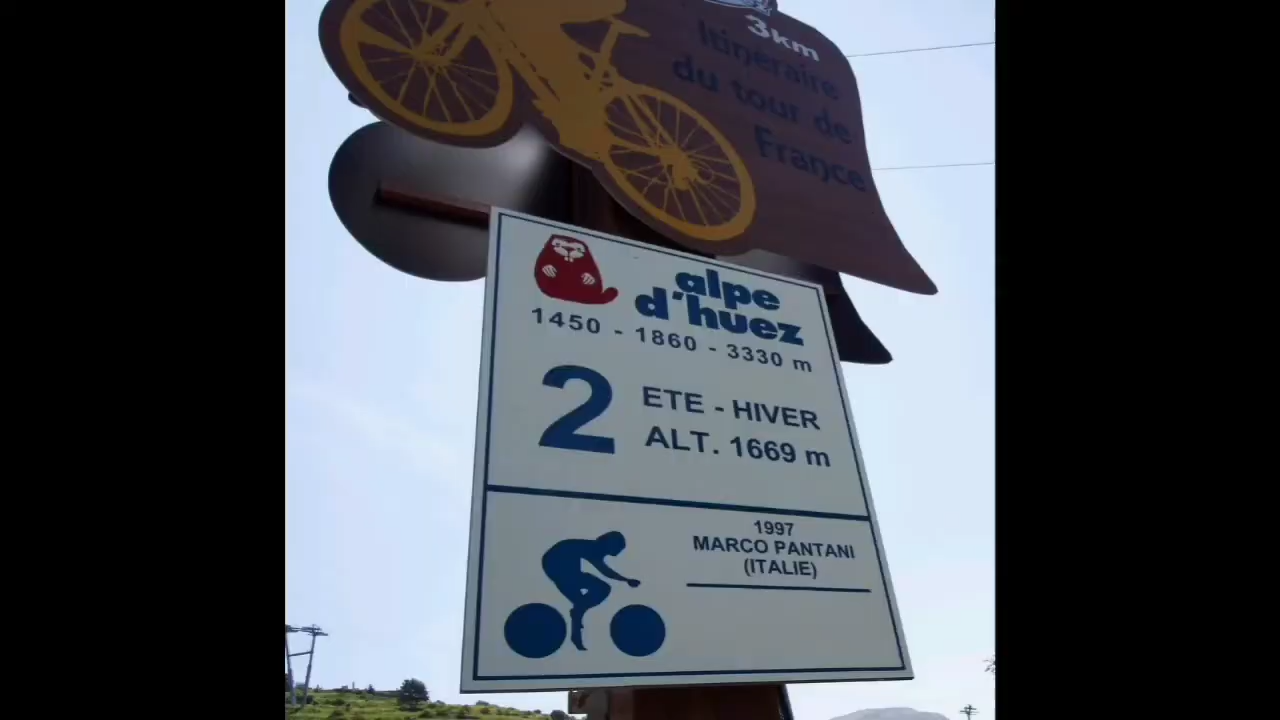 3km
Itineraire
du tour de
France
alpe
d'huez
1450 - 1860 - 3330 m
2
ETE - HIVER
ALT. 1669 m
1997
MARCO PANTANI
(ITALIE)